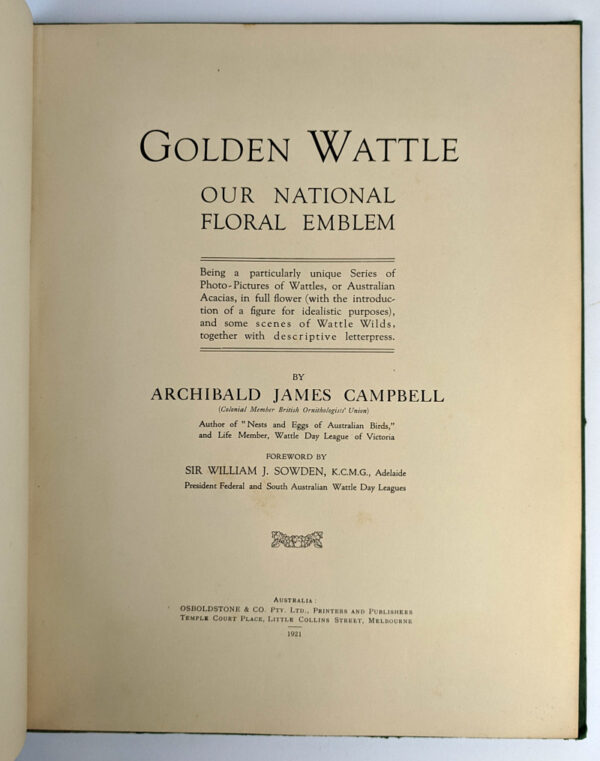 GOLDEN WATTLE
OUR NATIONAL
FLORAL EMBLEM
Being a particularly unique Series of
Photo-Pictures of Wattles, or Australian
Acacias, in full flower (with the introduc-
tion of a figure for idealistic purposes),
and some scenes of Wattle Wilds,
together with descriptive letterpress.
BY
ARCHIBALD JAMES CAMPBELL
(Colonial Member British Ornithologists' Union)
Author of "Nests and Eggs of Australian Birds,"
and Life Member, Wattle Day League of Victoria
FOREWORD BY
SIR WILLIAM J. SOWDEN, K.C.M.G., Adelaide
President Federal and South Australian Wattle Day Leagues
AUSTRALIA:
OSBOLDSTONE & CO. PTY. LTD., PRINTERS AND PUBLISHERS
TEMPLE COURT PLACE, LITTLE COLLINS STREET, MELBOURNE
1921